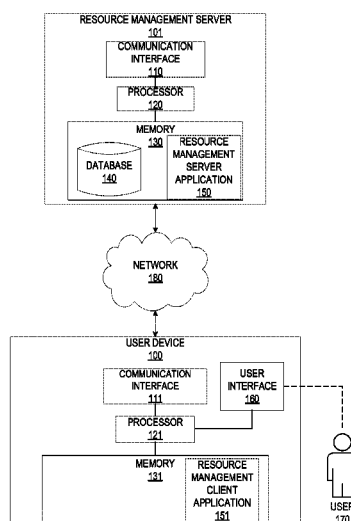 RESOURCE MANAGEMENT SERVER
101
COMMUNICATION
INTERFACE
110
PROCESSOR
120
MEMORY
130
DATABASE
140
RESOURCE
MANAGEMENT
SERVER
APPLICATION
150
NETWORK
180
USER DEVICE
100
COMMUNICATION
INTERFACE
111
USER
INTERFACE
160
PROCESSOR
121
MEMORY
131
RESOURCE
MANAGEMENT
CLIENT
APPLICATION
151
USER
170